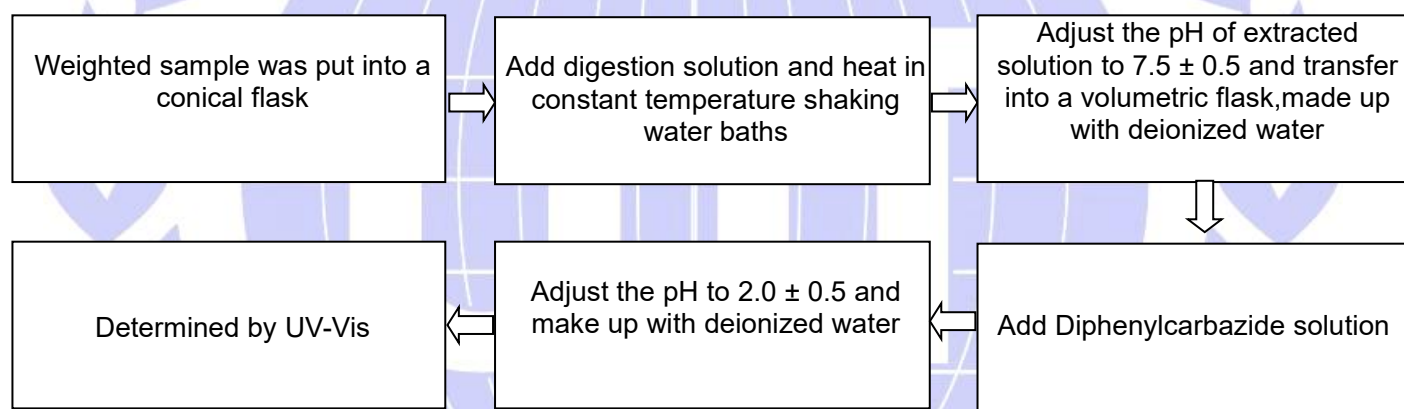 Weighted sample was put into a
conical flask
Add digestion solution and heat in
constant temperature shaking
water baths
Adjust the pH of extracted
solution to 7.5 ± 0.5 and transfer
into a volumetric flask,made up
with deionized water
Add Diphenylcarbazide solution
Adjust the pH to 2.0 ± 0.5 and
make up with deionized water
Determined by UV-Vis